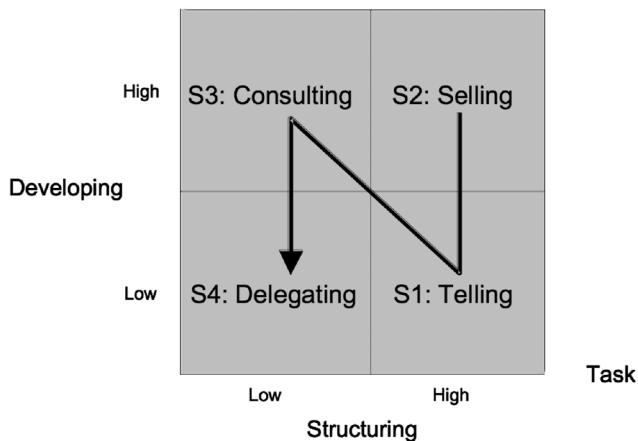 High
S3: Consulting
S2: Selling
Developing
Low
S4: Delegating
S1: Telling
Task
Low
High
Structuring